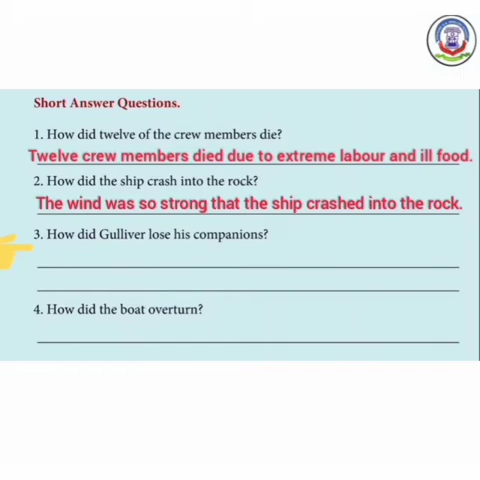 Short Answer Questions.
1. How did twelve of the crew members die?
Twelve crew members died due to extreme labour and ill food.
2. How did the ship crash into the rock?
The wind was so strong that the ship crashed into the rock.
3. How did Gulliver lose his companions?
4. How did the boat overturn?